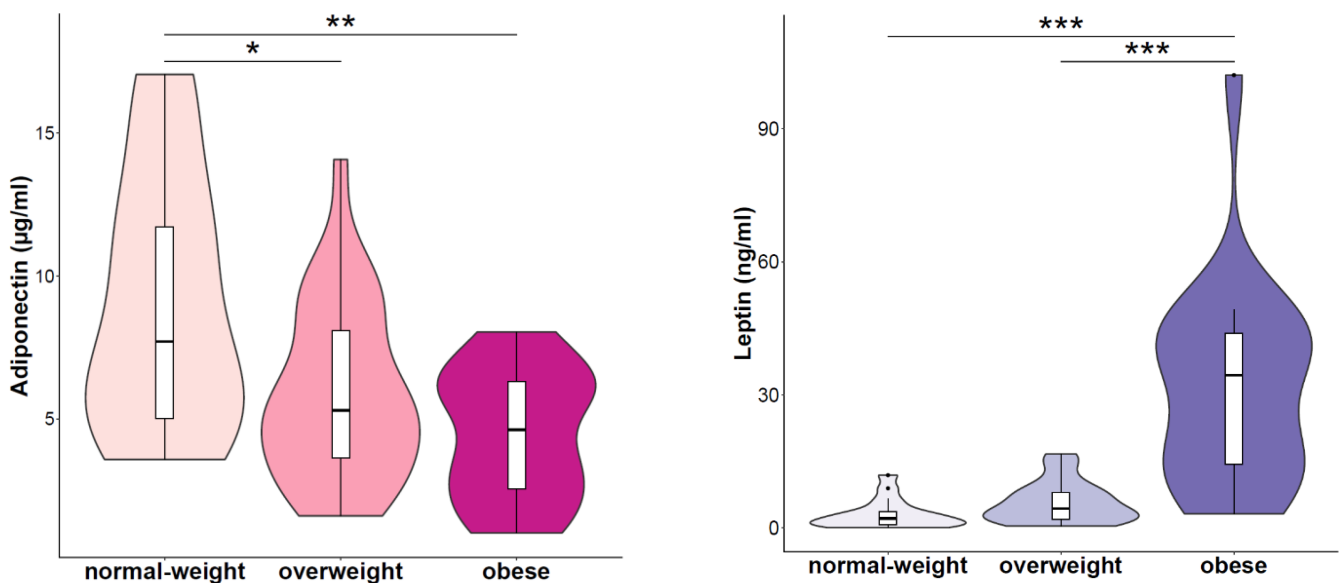 **
*
Adiponectin (µg/ml)
15
10
5
normal-weight overweight obese
***
***
Leptin (ng/ml)
90
60
30
0
normal-weight overweight obese